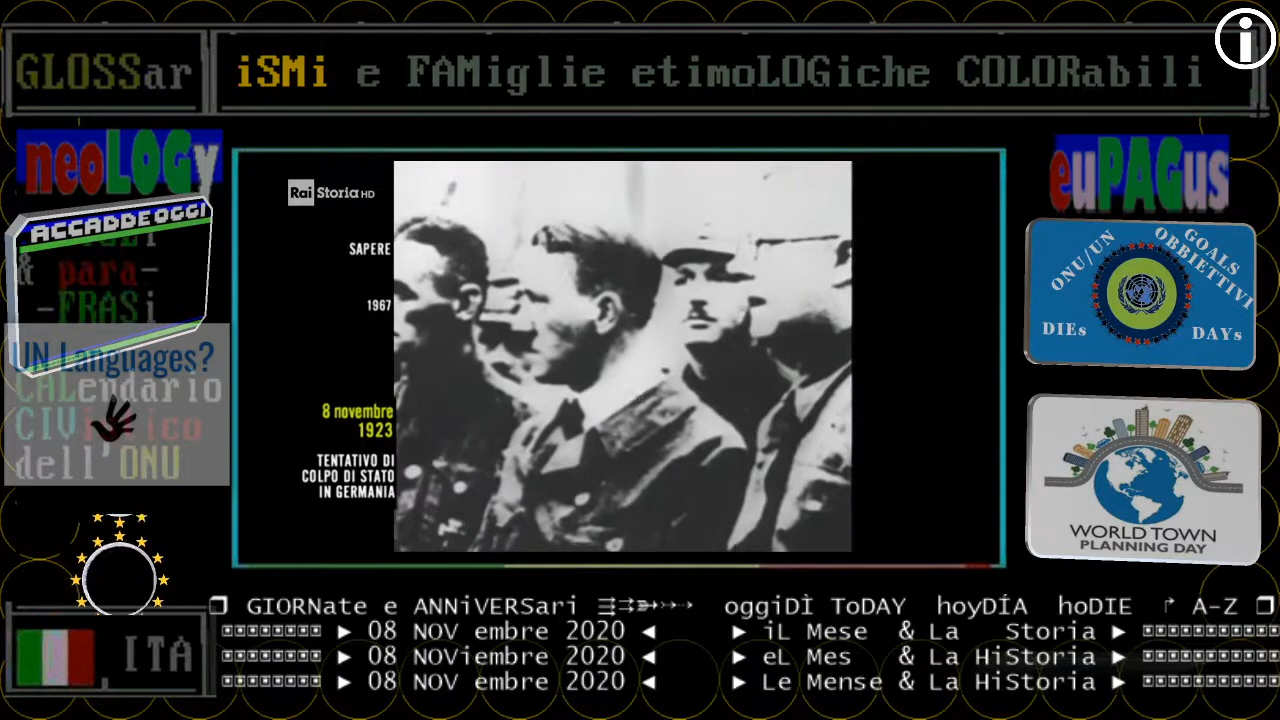 GLOSSar
iSMi e FAMiglie etimoLOGiche COLORabili
neoLOGy
ACCADDEOGGI
& para-
-FRASi
UN Languages?
CALendario
CIViinico
dell'ONU
ITA
Rai Storia HD
SAPERE
1967
8 novembre
1923
TENTATIVO DI
COLPO DI STATO
IN GERMANIA
euPAGus
ONU/UN
GOALS
OBBIETTIVI
DIEs
DAYs
WORLD TOWN
PLANNING DAY
GIORNate e ANNiVERSari oggiDÌ ToDAY hoyDÍA hoDIE A-Z
08 NOV embre 2020 iL Mese & La Storia
08 NOViembre 2020 eL Mes & La HiStoria
08 NOV embre 2020 Le Mense & La HiStoria